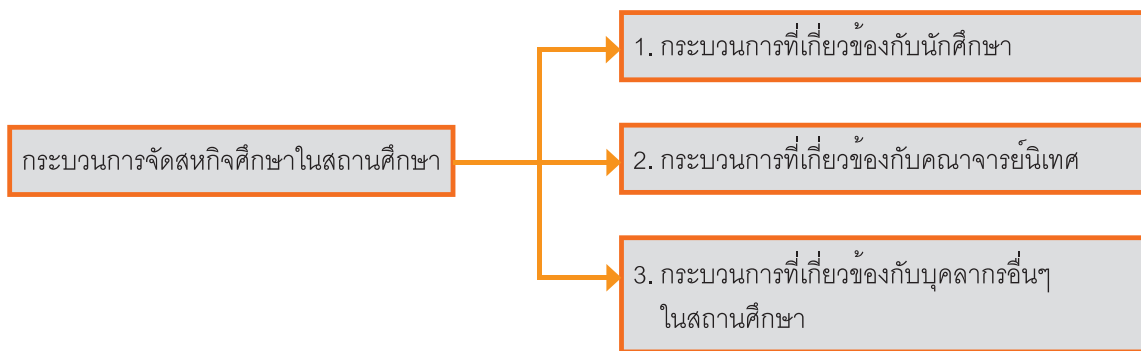 กระบวนการจัดสหกิจศึกษาในสถานศึกษา
1. กระบวนการที่เกี่ยวข้องกับนักศึกษา
2. กระบวนการที่เกี่ยวข้องกับคณาจารย์นิเทศ
3. กระบวนการที่เกี่ยวข้องกับบุคลากรอื่นๆ
ในสถานศึกษา